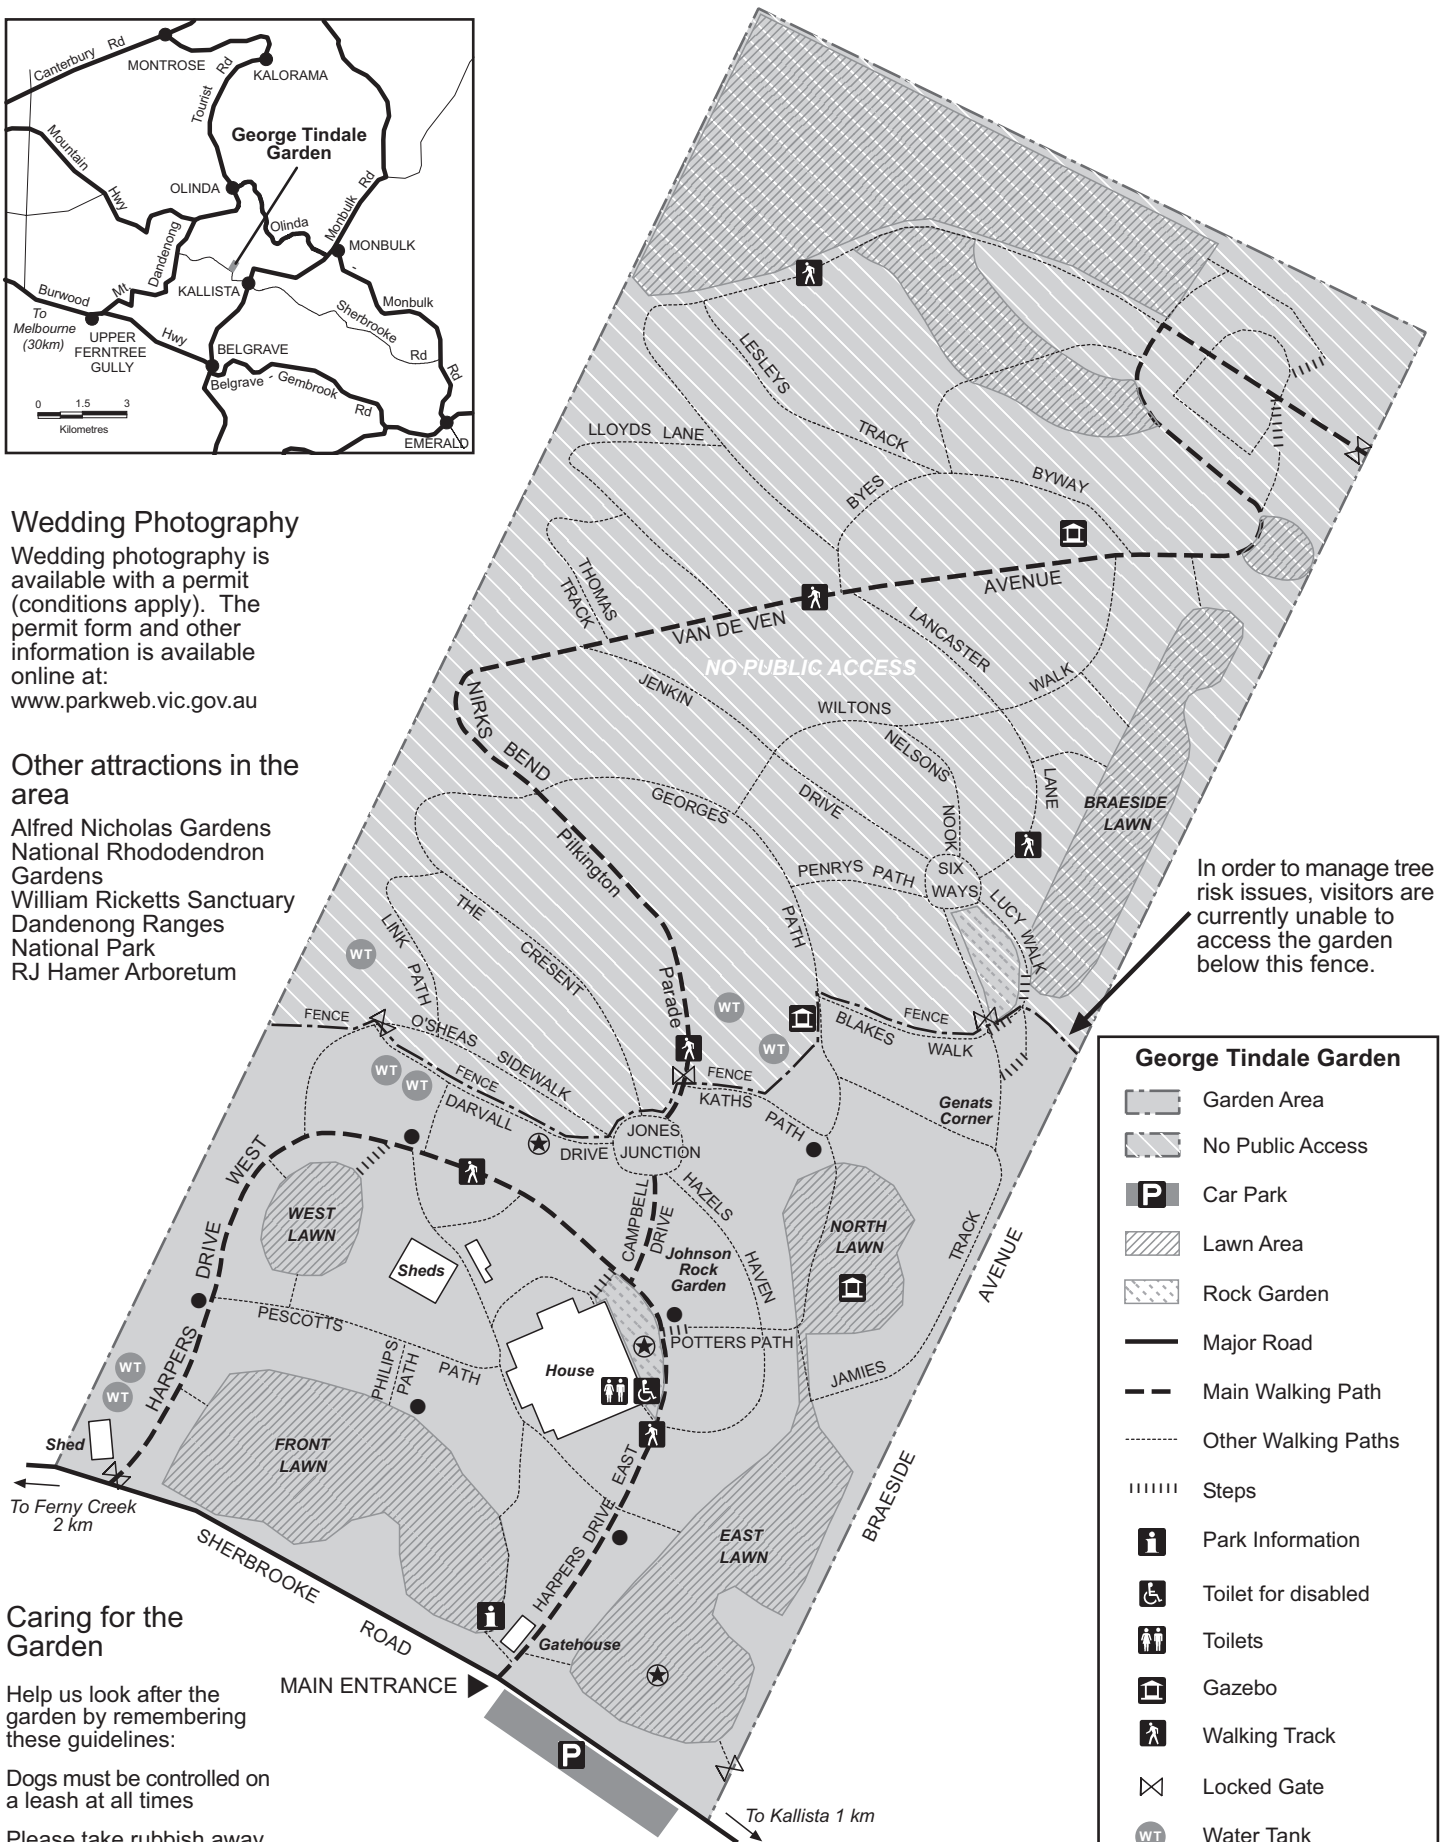 Canterbury Rd
MONTROSE
KALORAMA
Tourist Rd
Mountain Hwy
George Tindale
Garden
OLINDA
Olinda
Monbulk Rd
MONBULK
Mt. Dandenong
KALLISTA
Burwood
Hwy
To
Melbourne
(30km)
UPPER
FERNTREE
GULLY
Sherbrooke
Rd
Monbulk
Rd
BELGRAVE
Belgrave - Gembrook
Rd
EMERALD
0 1.5 3
Kilometres
Wedding Photography
Wedding photography is
available with a permit
(conditions apply). The
permit form and other
information is available
online at:
www.parkweb.vic.gov.au
Other attractions in the
area
Alfred Nicholas Gardens
National Rhododendron
Gardens
William Ricketts Sanctuary
Dandenong Ranges
National Park
RJ Hamer Arboretum
LESLEYS
TRACK
LLOYDS LANE
BYES
BYWAY
THOMAS
TRACK
VAN DE VEN
AVENUE
NO PUBLIC ACCESS
LANCASTER
LANE
JENKIN
DRIVE
WILTONS
WALK
NIRKS
BEND
NELSONS
NOOK
GEORGES
PATH
BRAESIDE
LAWN
Pilkington
Parade
PENRYS PATH
SIX
WAYS
LUCY WALK
THE
CRESENT
LINK
PATH
WT
WT
WT
In order to manage tree
risk issues, visitors are
currently unable to
access the garden
below this fence.
FENCE
O'SHEAS
SIDEWALK
FENCE
WT
WT
DARVALL
DRIVE
FENCE
KATHS
PATH
BLAKES
WALK
FENCE
Genats
Corner
JONES
JUNCTION
WEST
DRIVE
HARPERS
WEST
LAWN
CAMPBELL
DRIVE
HAZELS
HAVEN
Johnson
Rock
Garden
NORTH
LAWN
TRACK
JAMIES
BRAESIDE
AVENUE
Sheds
PESCOTTS
PATH
PHILIPS
PATH
House
POTTERS PATH
WT
WT
Shed
FRONT
LAWN
HARPERS DRIVE EAST
EAST
LAWN
To Ferny Creek
2 km
SHERBROOKE
ROAD
i
Gatehouse
MAIN ENTRANCE
P
To Kallista 1 km
Caring for the
Garden
Help us look after the
garden by remembering
these guidelines:
Dogs must be controlled on
a leash at all times
Please take rubbish away
George Tindale Garden
Garden Area
No Public Access
P Car Park
Lawn Area
Rock Garden
Major Road
Main Walking Path
Other Walking Paths
Steps
i Park Information
Toilet for disabled
Toilets
Gazebo
Walking Track
Locked Gate
WT Water Tank